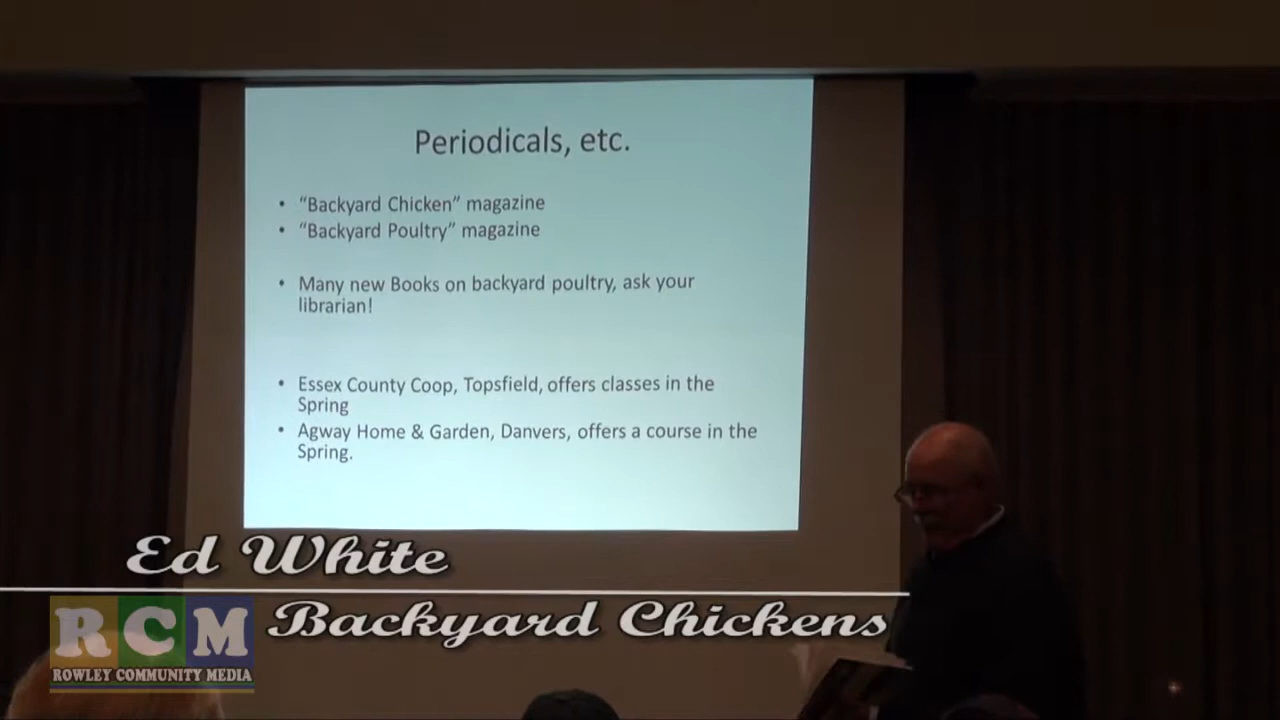 Periodicals, etc.
• “Backyard Chicken” magazine
• “Backyard Poultry” magazine
• Many new Books on backyard poultry, ask your
librarian!
• Essex County Coop, Topsfield, offers classes in the
Spring
• Agway Home & Garden, Danvers, offers a course in the
Spring.
Ed White
Backyard Chickens
RCM
ROWLEY COMMUNITY MEDIA